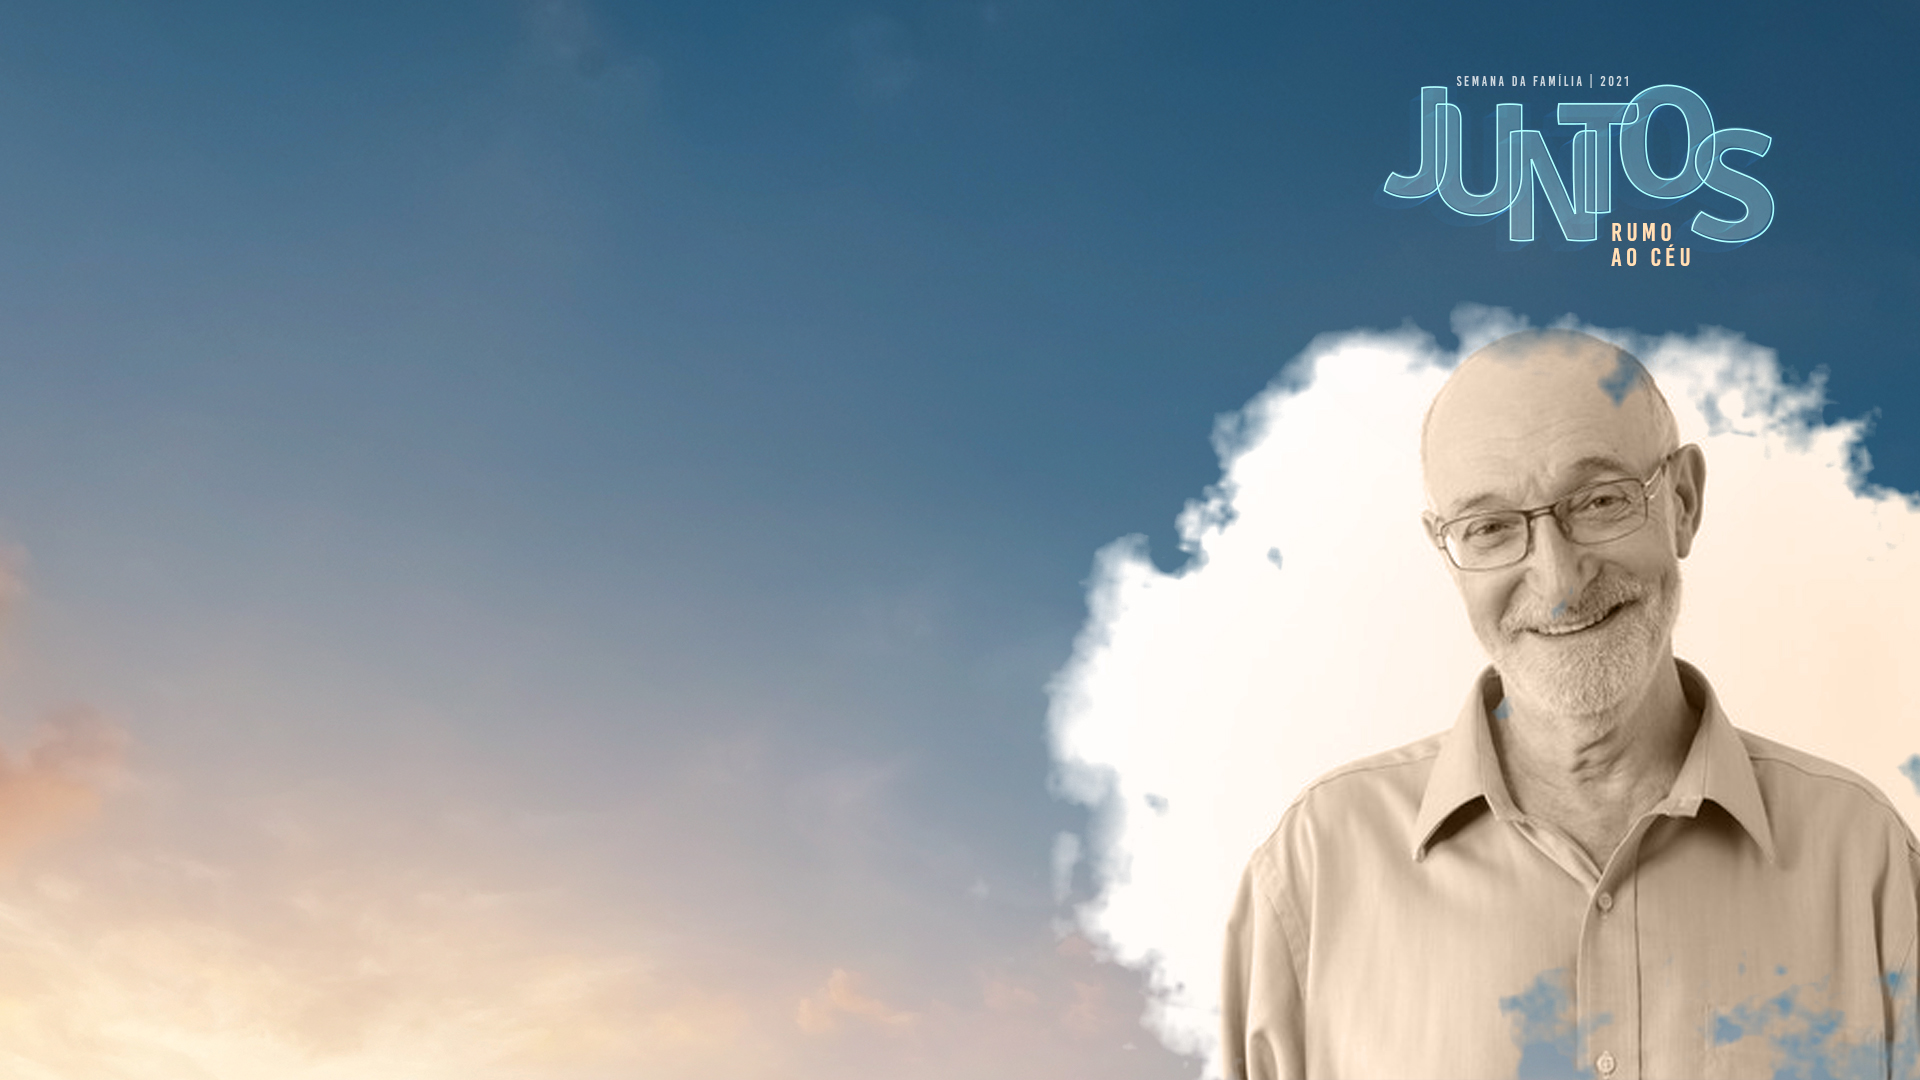 SEMANA DA FAMÍLIA | 2021
JUNTOS
RUMO
AO CÉU